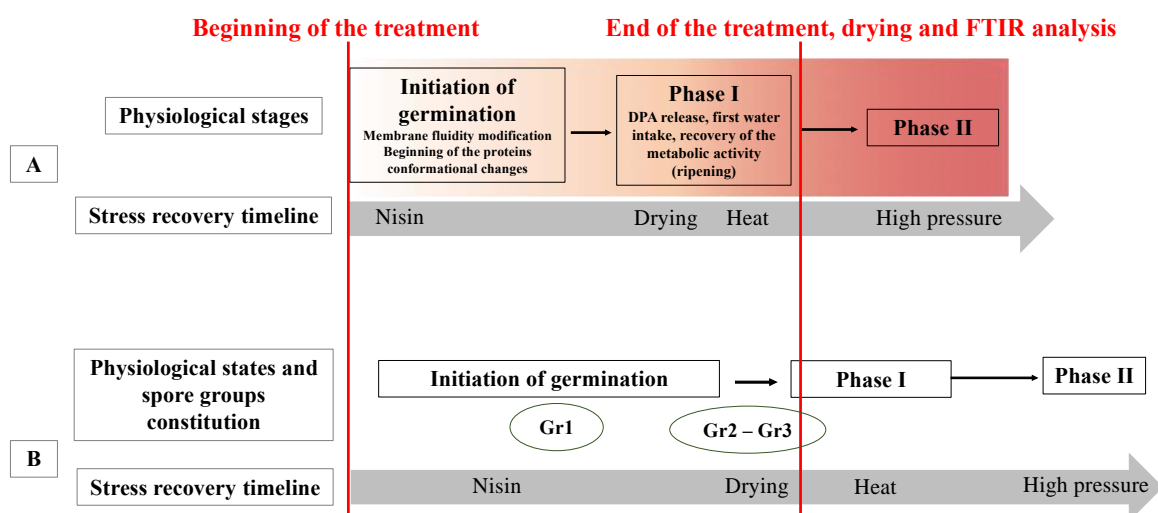 Beginning of the treatment
End of the treatment, drying and FTIR analysis
Physiological stages
Initiation of
germination
Membrane fluidity modification
Beginning of the proteins
conformational changes
Phase I
DPA release, first water
intake, recovery of the
metabolic activity
(ripening)
Phase II
A
Stress recovery timeline
Nisin
Drying
Heat
High pressure
Physiological states and
spore groups
constitution
Initiation of germination
Phase I
Phase II
Gr1
Gr2 – Gr3
B
Stress recovery timeline
Nisin
Drying
Heat
High pressure